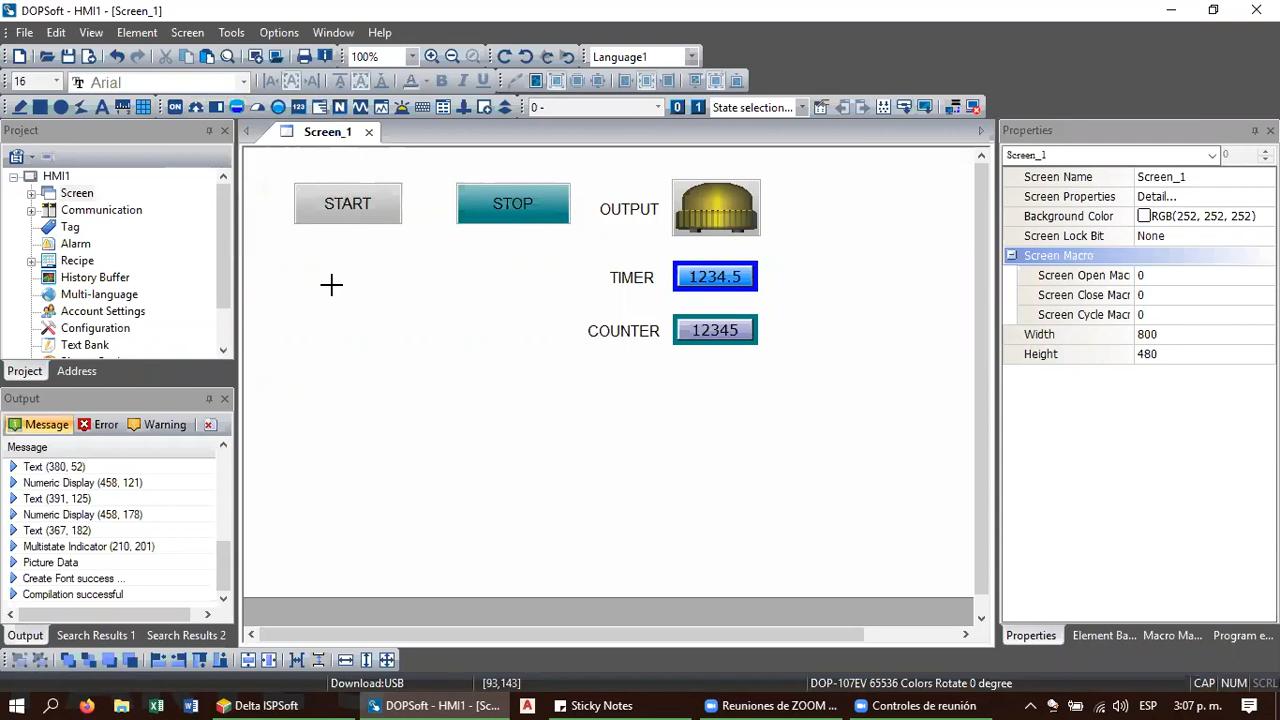 DOPSoft - HMI1 - [Screen_1]
File Edit View Element Screen Tools Options Window Help
100% Language1
16 Arial
0 - 0 1 State selection...
Project
HMI1
Screen
Communication
Tag
Alarm
Recipe
History Buffer
Multi-language
Account Settings
Configuration
Text Bank
Project Address
Output
Message Error Warning
Message
Text (380, 52)
Numeric Display (458, 121)
Text (391, 125)
Numeric Display (458, 178)
Text (367, 182)
Multistate Indicator (210, 201)
Picture Data
Create Font success ...
Compilation successful
Output Search Results 1 Search Results 2
Screen_1
START STOP OUTPUT
TIMER 1234.5
COUNTER 12345
Properties
Screen_1 0
Screen Name Screen_1
Screen Properties Detail...
Background Color RGB(252, 252, 252)
Screen Lock Bit None
Screen Macro
Screen Open Mac 0
Screen Close Macr 0
Screen Cycle Macr 0
Width 800
Height 480
Properties Element Ba... Macro Ma... Program e...
Download:USB [93,143] DOP-107EV 65536 Colors Rotate 0 degree CAP NUM SCRL
Delta ISPSoft DOPSoft - HMI1 - [Sc... Sticky Notes Reuniones de ZOOM ... Controles de reunión ESP 3:07 p. m.